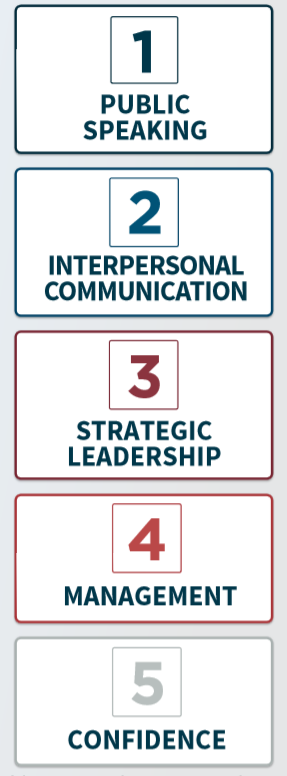 1
PUBLIC
SPEAKING
2
INTERPERSONAL
COMMUNICATION
3
STRATEGIC
LEADERSHIP
4
MANAGEMENT
5
CONFIDENCE